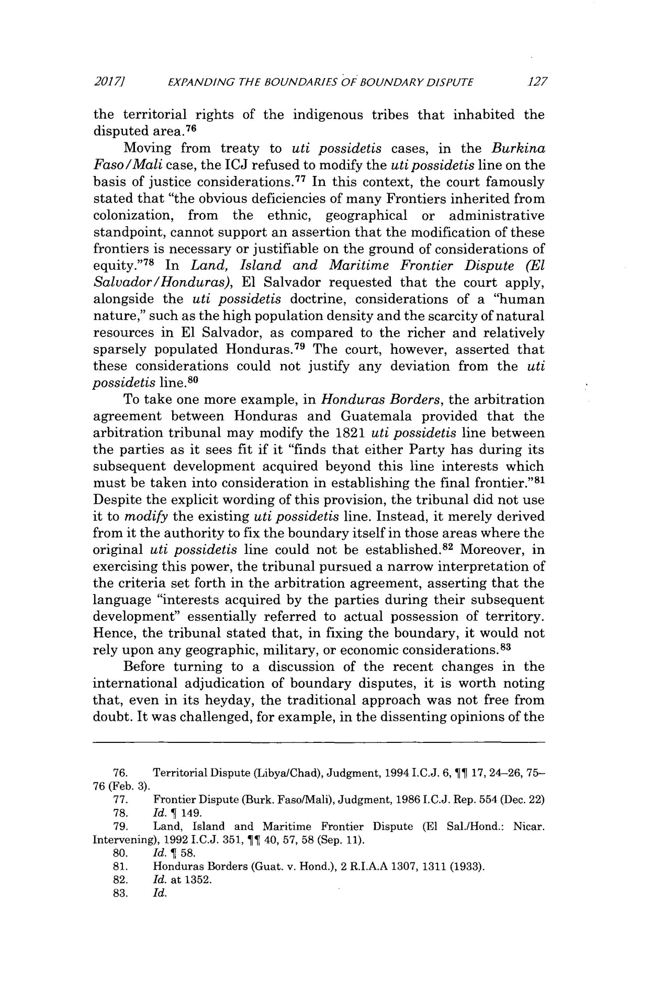 2017] EXPANDING THE BOUNDARIES OF BOUNDARY DISPUTE 127
the territorial rights of the indigenous tribes that inhabited the
disputed area.76
Moving from treaty to uti possidetis cases, in the Burkina
Faso/Mali case, the ICJ refused to modify the uti possidetis line on the
basis of justice considerations.77 In this context, the court famously
stated that “the obvious deficiencies of many Frontiers inherited from
colonization, from the ethnic, geographical or administrative
standpoint, cannot support an assertion that the modification of these
frontiers is necessary or justifiable on the ground of considerations of
equity.”78 In Land, Island and Maritime Frontier Dispute (El
Salvador/Honduras), El Salvador requested that the court apply,
alongside the uti possidetis doctrine, considerations of a “human
nature,” such as the high population density and the scarcity of natural
resources in El Salvador, as compared to the richer and relatively
sparsely populated Honduras.79 The court, however, asserted that
these considerations could not justify any deviation from the uti
possidetis line.80
To take one more example, in Honduras Borders, the arbitration
agreement between Honduras and Guatemala provided that the
arbitration tribunal may modify the 1821 uti possidetis line between
the parties as it sees fit if it “finds that either Party has during its
subsequent development acquired beyond this line interests which
must be taken into consideration in establishing the final frontier.”81
Despite the explicit wording of this provision, the tribunal did not use
it to modify the existing uti possidetis line. Instead, it merely derived
from it the authority to fix the boundary itself in those areas where the
original uti possidetis line could not be established.82 Moreover, in
exercising this power, the tribunal pursued a narrow interpretation of
the criteria set forth in the arbitration agreement, asserting that the
language “interests acquired by the parties during their subsequent
development” essentially referred to actual possession of territory.
Hence, the tribunal stated that, in fixing the boundary, it would not
rely upon any geographic, military, or economic considerations.83
Before turning to a discussion of the recent changes in the
international adjudication of boundary disputes, it is worth noting
that, even in its heyday, the traditional approach was not free from
doubt. It was challenged, for example, in the dissenting opinions of the
76. Territorial Dispute (Libya/Chad), Judgment, 1994 I.C.J. 6, ¶¶ 17, 24–26, 75–
76 (Feb. 3).
77. Frontier Dispute (Burk. Faso/Mali), Judgment, 1986 I.C.J. Rep. 554 (Dec. 22)
78. Id. ¶ 149.
79. Land, Island and Maritime Frontier Dispute (El Sal./Hond.: Nicar.
Intervening), 1992 I.C.J. 351, ¶¶ 40, 57, 58 (Sep. 11).
80. Id. ¶ 58.
81. Honduras Borders (Guat. v. Hond.), 2 R.I.A.A 1307, 1311 (1933).
82. Id. at 1352.
83. Id.